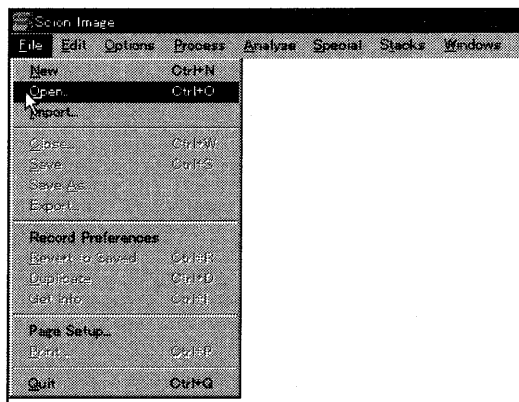 Scion Image
File Edit Options Process Analyze Special Stacks Windows
New Ctrl+N
Open... Ctrl+O
Import...
Close... Ctrl+W
Save Ctrl+S
Save As...
Export...
Record Preferences
Revert to Saved Ctrl+R
Duplicate Ctrl+D
Get Info Ctrl+I
Page Setup...
Print... Ctrl+P
Quit Ctrl+Q